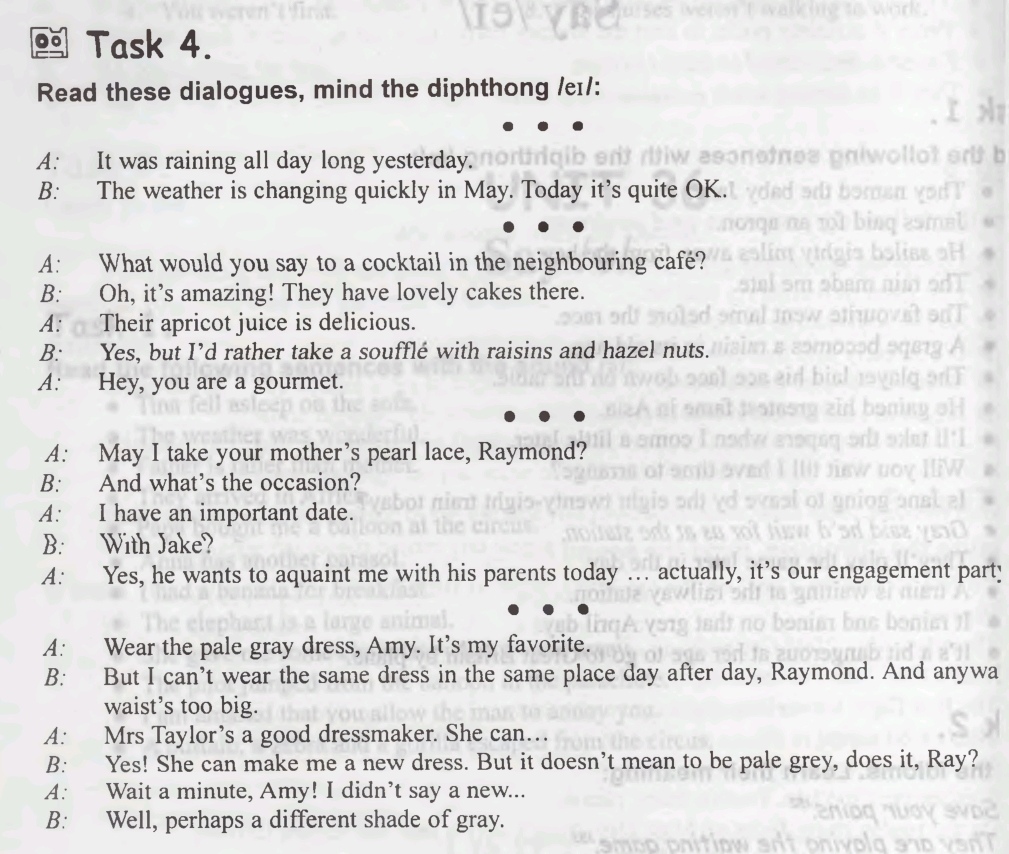 Task 4.
Read these dialogues, mind the diphthong /eɪ/:
• • •
A: It was raining all day long yesterday.
B: The weather is changing quickly in May. Today it's quite OK.
• • •
A: What would you say to a cocktail in the neighbouring café?
B: Oh, it's amazing! They have lovely cakes there.
A: Their apricot juice is delicious.
B: Yes, but I'd rather take a soufflé with raisins and hazel nuts.
A: Hey, you are a gourmet.
• • •
A: May I take your mother's pearl lace, Raymond?
B: And what's the occasion?
A: I have an important date.
B: With Jake?
A: Yes, he wants to aquaint me with his parents today ... actually, it's our engagement party
• • •
A: Wear the pale gray dress, Amy. It's my favorite.
B: But I can't wear the same dress in the same place day after day, Raymond. And anywa
waist's too big.
A: Mrs Taylor's a good dressmaker. She can...
B: Yes! She can make me a new dress. But it doesn't mean to be pale grey, does it, Ray?
A: Wait a minute, Amy! I didn't say a new...
B: Well, perhaps a different shade of gray.